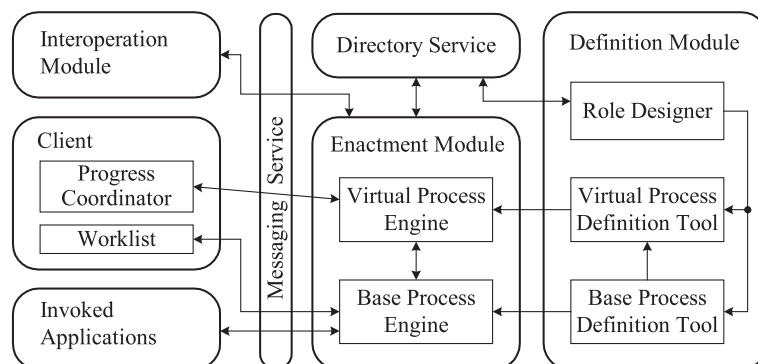 Interoperation
Module
Directory Service
Definition Module
Role Designer
Client
Progress
Coordinator
Worklist
Messaging Service
Enactment Module
Virtual Process
Engine
Virtual Process
Definition Tool
Base Process
Engine
Base Process
Definition Tool
Invoked
Applications